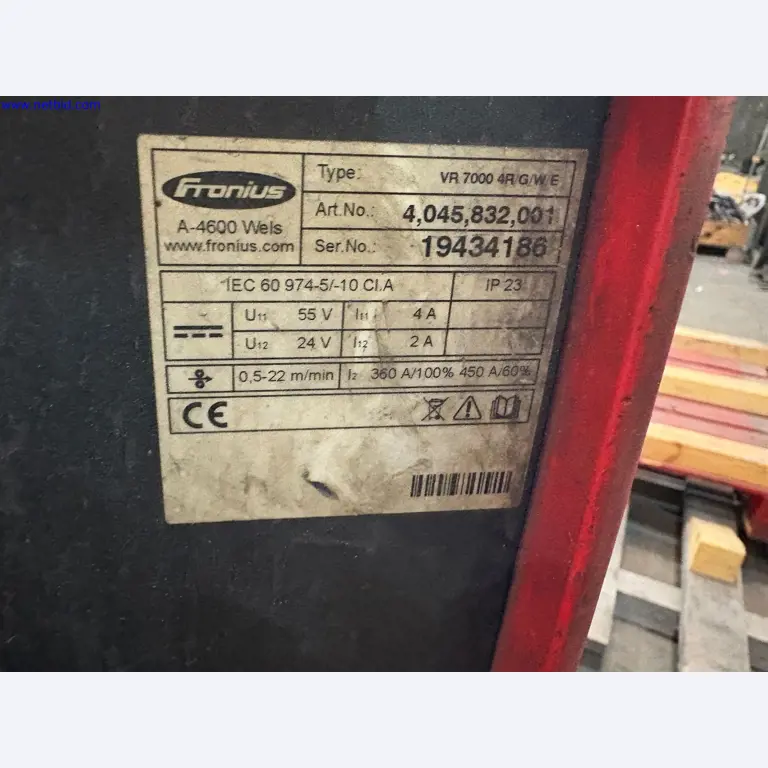 www.netbid.com
Fronius
A-4600 Wels
www.fronius.com
Type: VR 7000 4R/G/W/E
Art.No.: 4,045,832,001
Ser.No.: 19434186
IEC 60 974-5/-10 Cl.A IP 23
U11 55 V I11 4 A
U12 24 V I12 2 A
0,5-22 m/min I2 360 A/100% 450 A/60%
CE